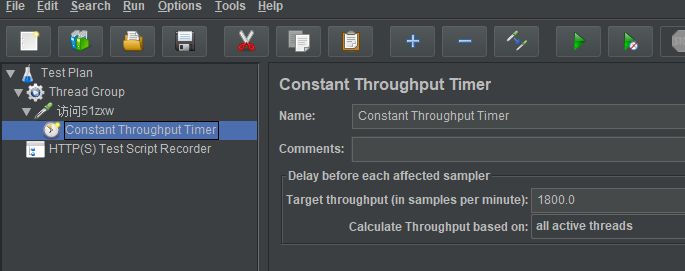 File Edit Search Run Options Tools Help
Test Plan
Thread Group
访问51zxw
Constant Throughput Timer
HTTP(S) Test Script Recorder
Constant Throughput Timer
Name: Constant Throughput Timer
Comments:
Delay before each affected sampler
Target throughput (in samples per minute): 1800.0
Calculate Throughput based on: all active threads